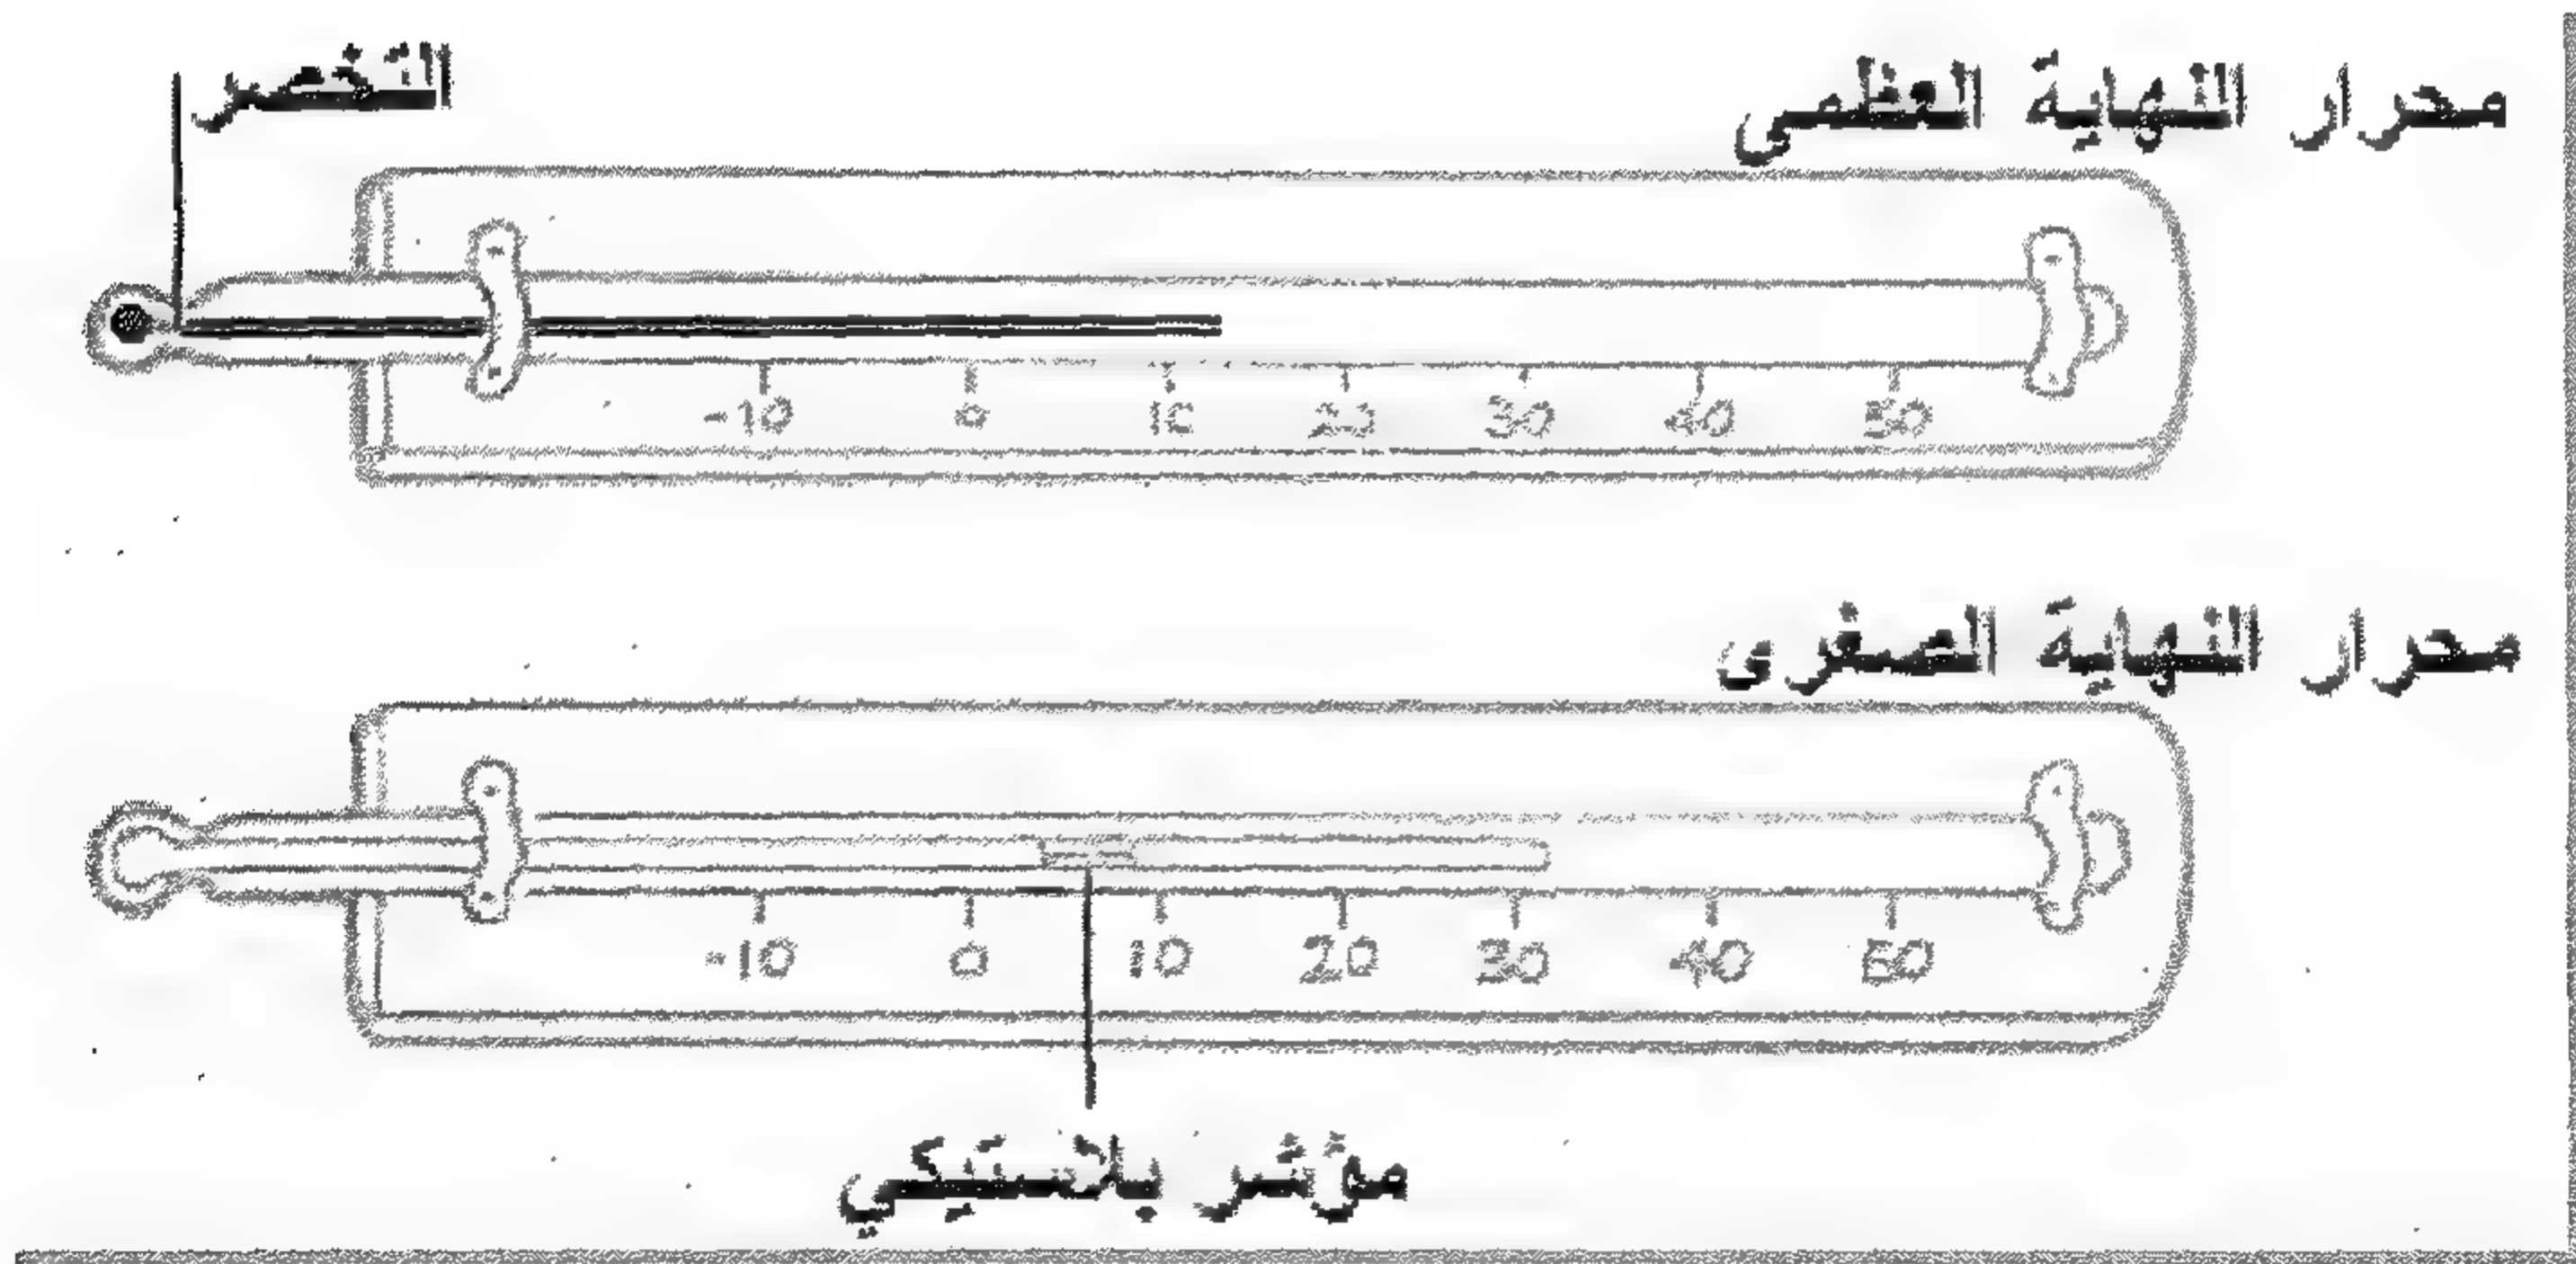 محرار النهاية العظمى
التخصر
-10 0 10 20 30 40 50
محرار النهاية الصغرى
-10 0 10 20 30 40 50
مؤشر بلاستيكي